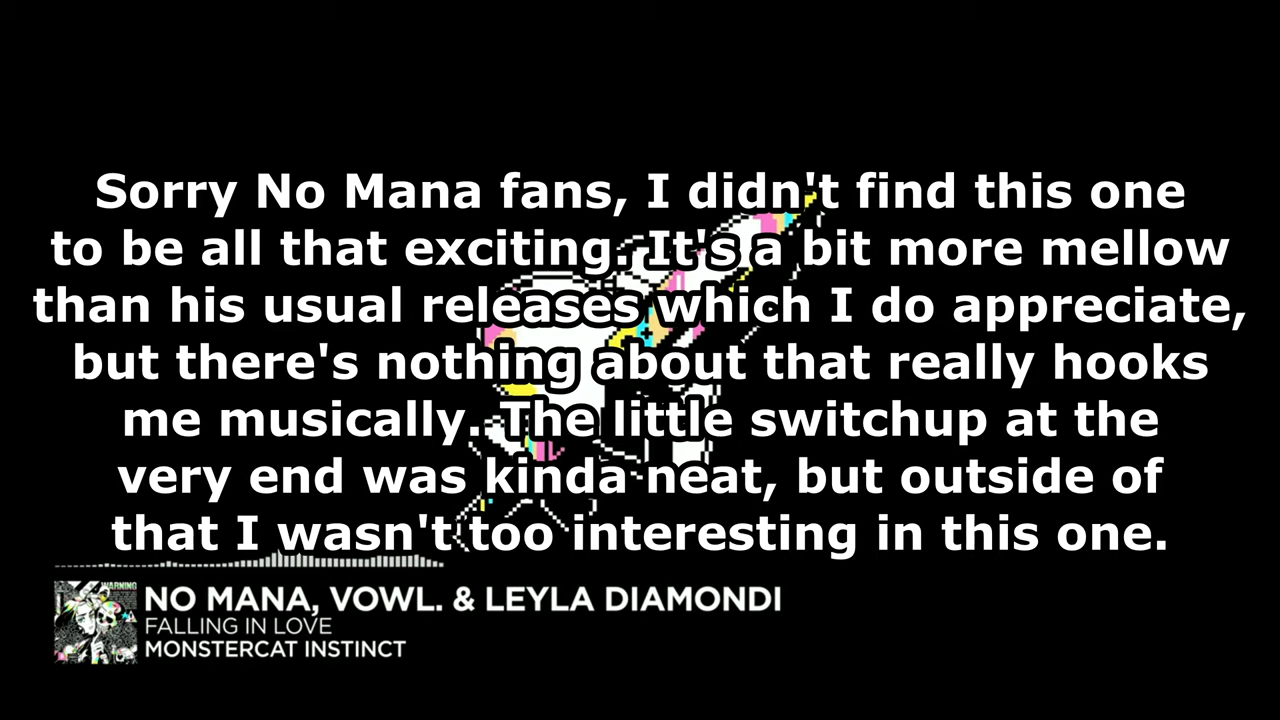 Sorry No Mana fans, I didn't find this one
to be all that exciting. It's a bit more mellow
than his usual releases which I do appreciate,
but there's nothing about that really hooks
me musically. The little switchup at the
very end was kinda neat, but outside of
that I wasn't too interesting in this one.
WARNING
NO MANA, VOWL. & LEYLA DIAMONDI
FALLING IN LOVE
MONSTERCAT INSTINCT